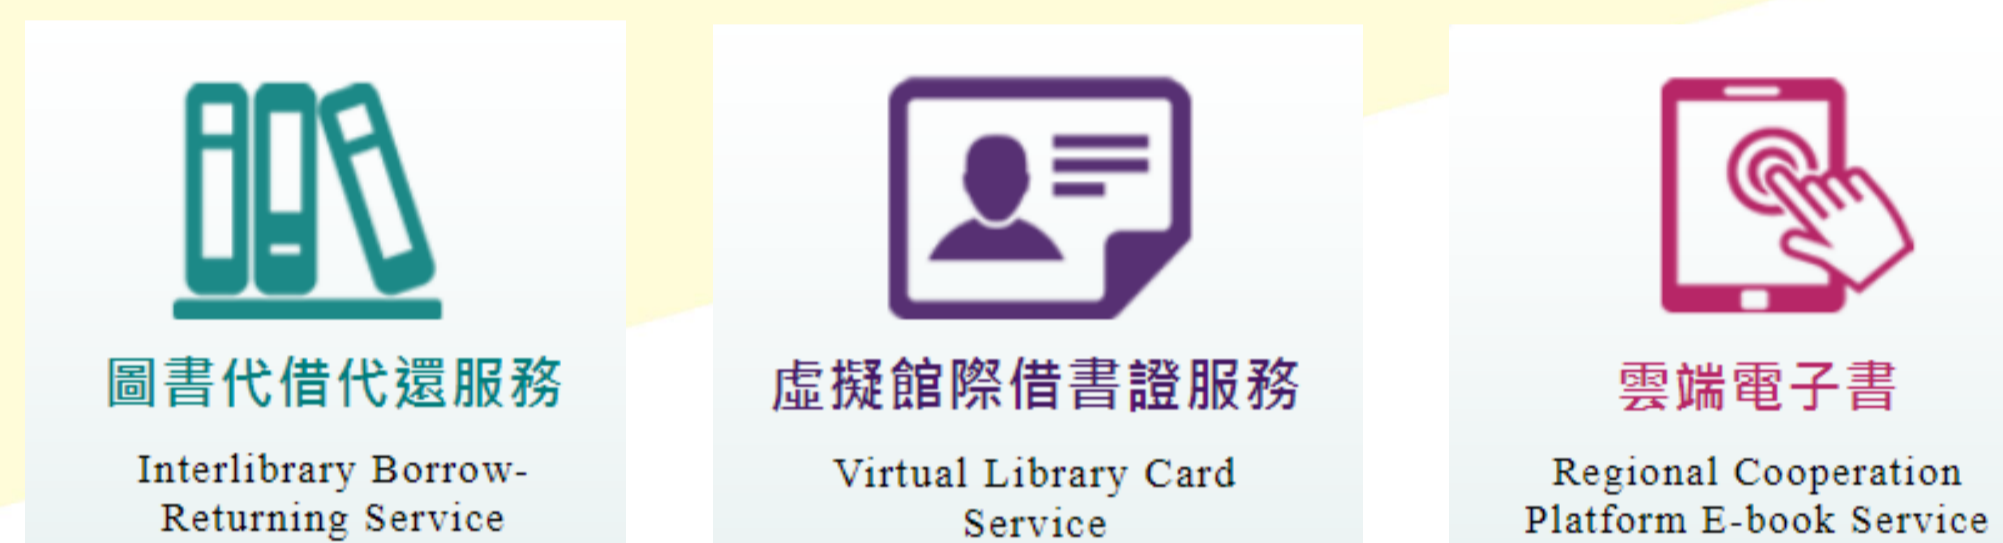 圖書代借代還服務
Interlibrary Borrow-
Returning Service
虛擬館際借書證服務
Virtual Library Card
Service
雲端電子書
Regional Cooperation
Platform E-book Service